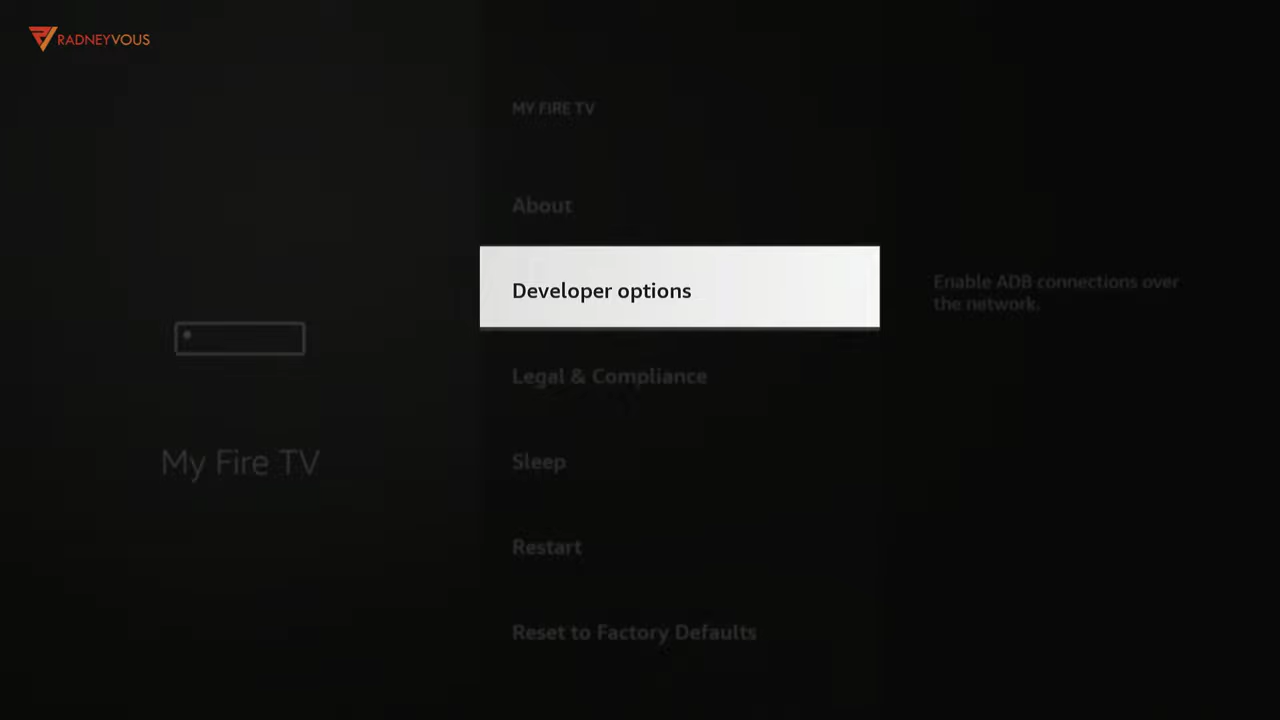 RADNEYVOUS
MY FIRE TV
About
Developer options
Enable ADB connections over
the network.
Legal & Compliance
My Fire TV
Sleep
Restart
Reset to Factory Defaults